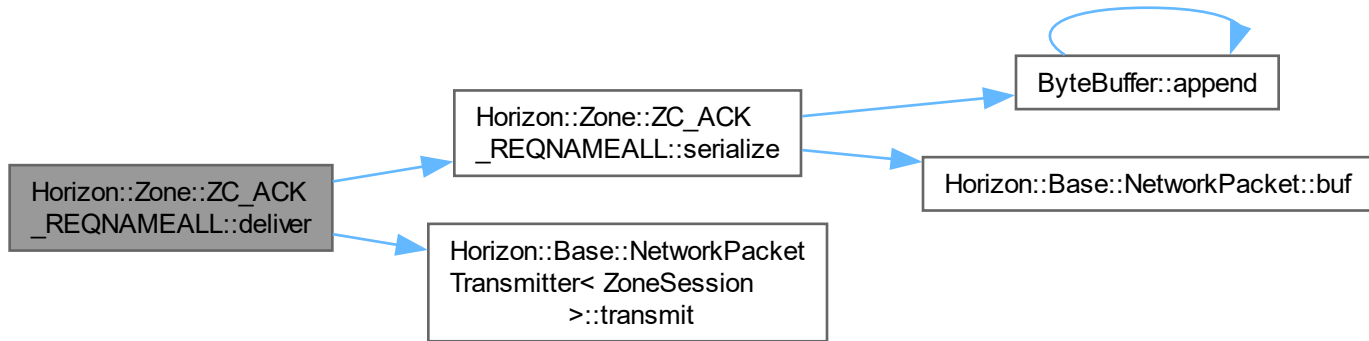 Horizon::Zone::ZC_ACK
_REQNAMEALL::deliver
Horizon::Zone::ZC_ACK
_REQNAMEALL::serialize
ByteBuffer::append
Horizon::Base::NetworkPacket::buf
Horizon::Base::NetworkPacket
Transmitter< ZoneSession
>::transmit